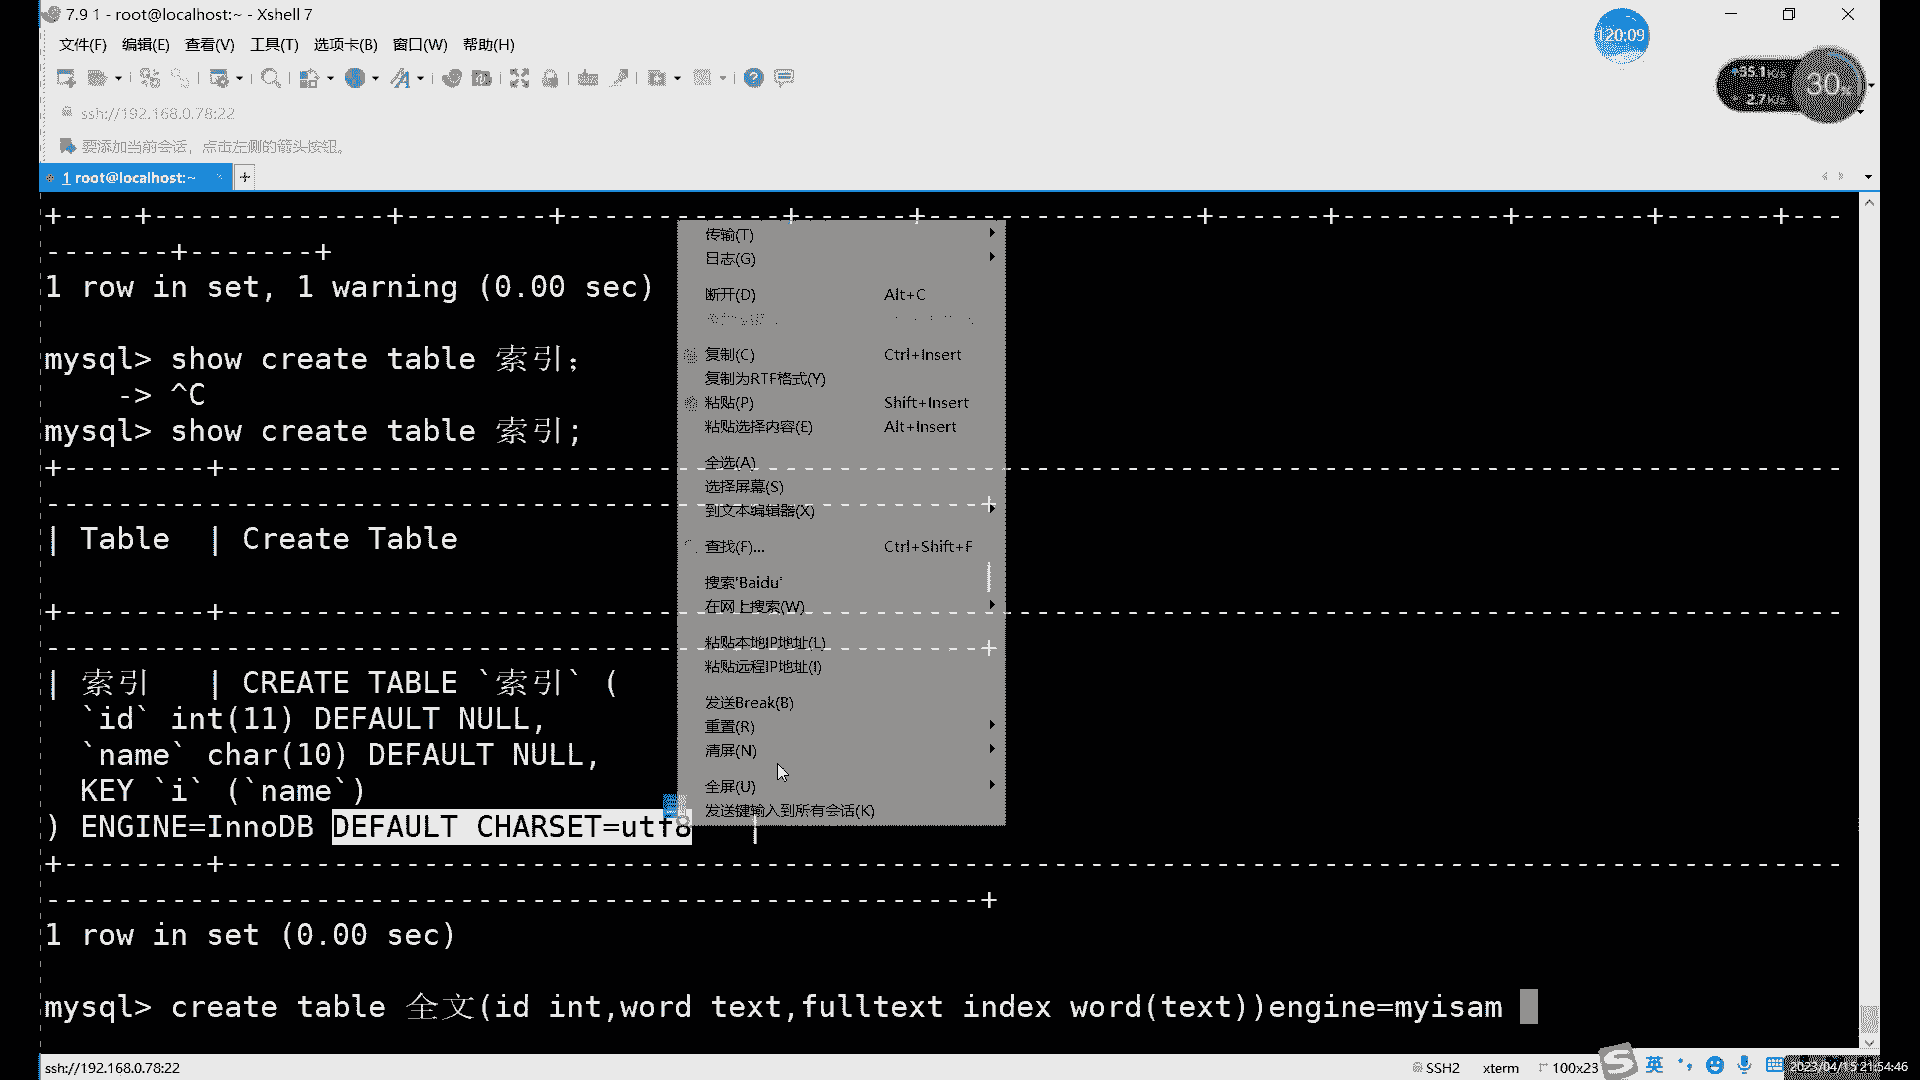 7.9 1 - root@localhost:~ - Xshell 7
文件(F) 编辑(E) 查看(V) 工具(T) 选项卡(B) 窗口(W) 帮助(H)
20:09
35.1K/s
2.7K/s
30%
ssh://192.168.0.78:22
要添加当前会话，点击左侧的箭头按钮。
1 root@localhost:~
+----+-------------+--------+------------+------+---------------+------+---------+-------+------+---
-------+-------+
1 row in set, 1 warning (0.00 sec)
mysql> show create table 索引；
-> ^C
mysql> show create table 索引;
| Table | Create Table
| 索引 | CREATE TABLE `索引` (
`id` int(11) DEFAULT NULL,
`name` char(10) DEFAULT NULL,
KEY `i` (`name`)
) ENGINE=InnoDB DEFAULT CHARSET=utf8 |
1 row in set (0.00 sec)
mysql> create table 全文(id int,word text,fulltext index word(text))engine=myisam
传输(T)
日志(G)
断开(D) Alt+C
复制(C) Ctrl+Insert
复制为RTF格式(Y)
粘贴(P) Shift+Insert
粘贴选择内容(E) Alt+Insert
全选(A)
选择屏幕(S)
到文本编辑器(X)
查找(F)... Ctrl+Shift+F
搜索'Baidu'
在网上搜索(W)
粘贴本地IP地址(L)
粘贴远程IP地址(I)
发送Break(B)
重置(R)
清屏(N)
全屏(U)
发送键输入到所有会话(K)
ssh://192.168.0.78:22
SSH2 xterm 100x23
英
2023/04/15 21:54:46